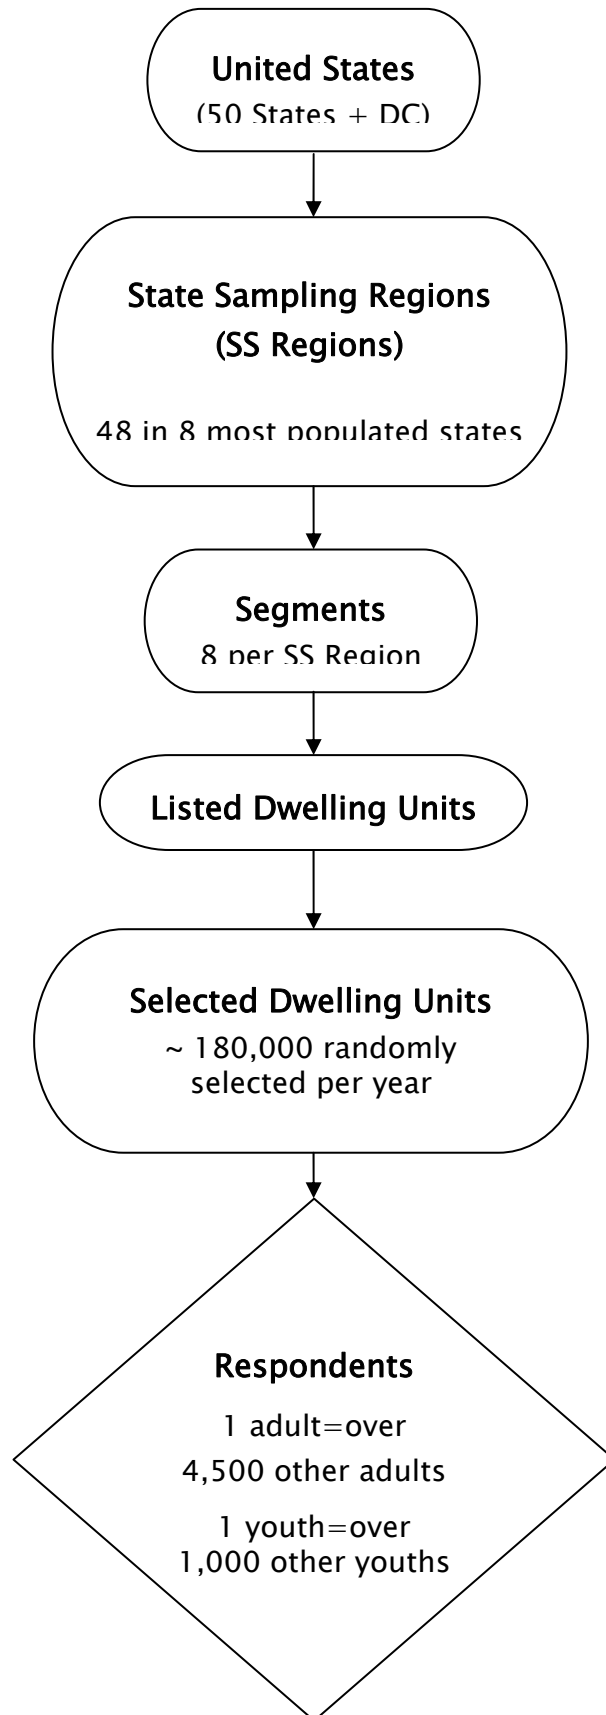 United States
(50 States + DC)
State Sampling Regions
(SS Regions)
48 in 8 most populated states
Segments
8 per SS Region
Listed Dwelling Units
Selected Dwelling Units
~ 180,000 randomly
selected per year
Respondents
1 adult=over
4,500 other adults
1 youth=over
1,000 other youths